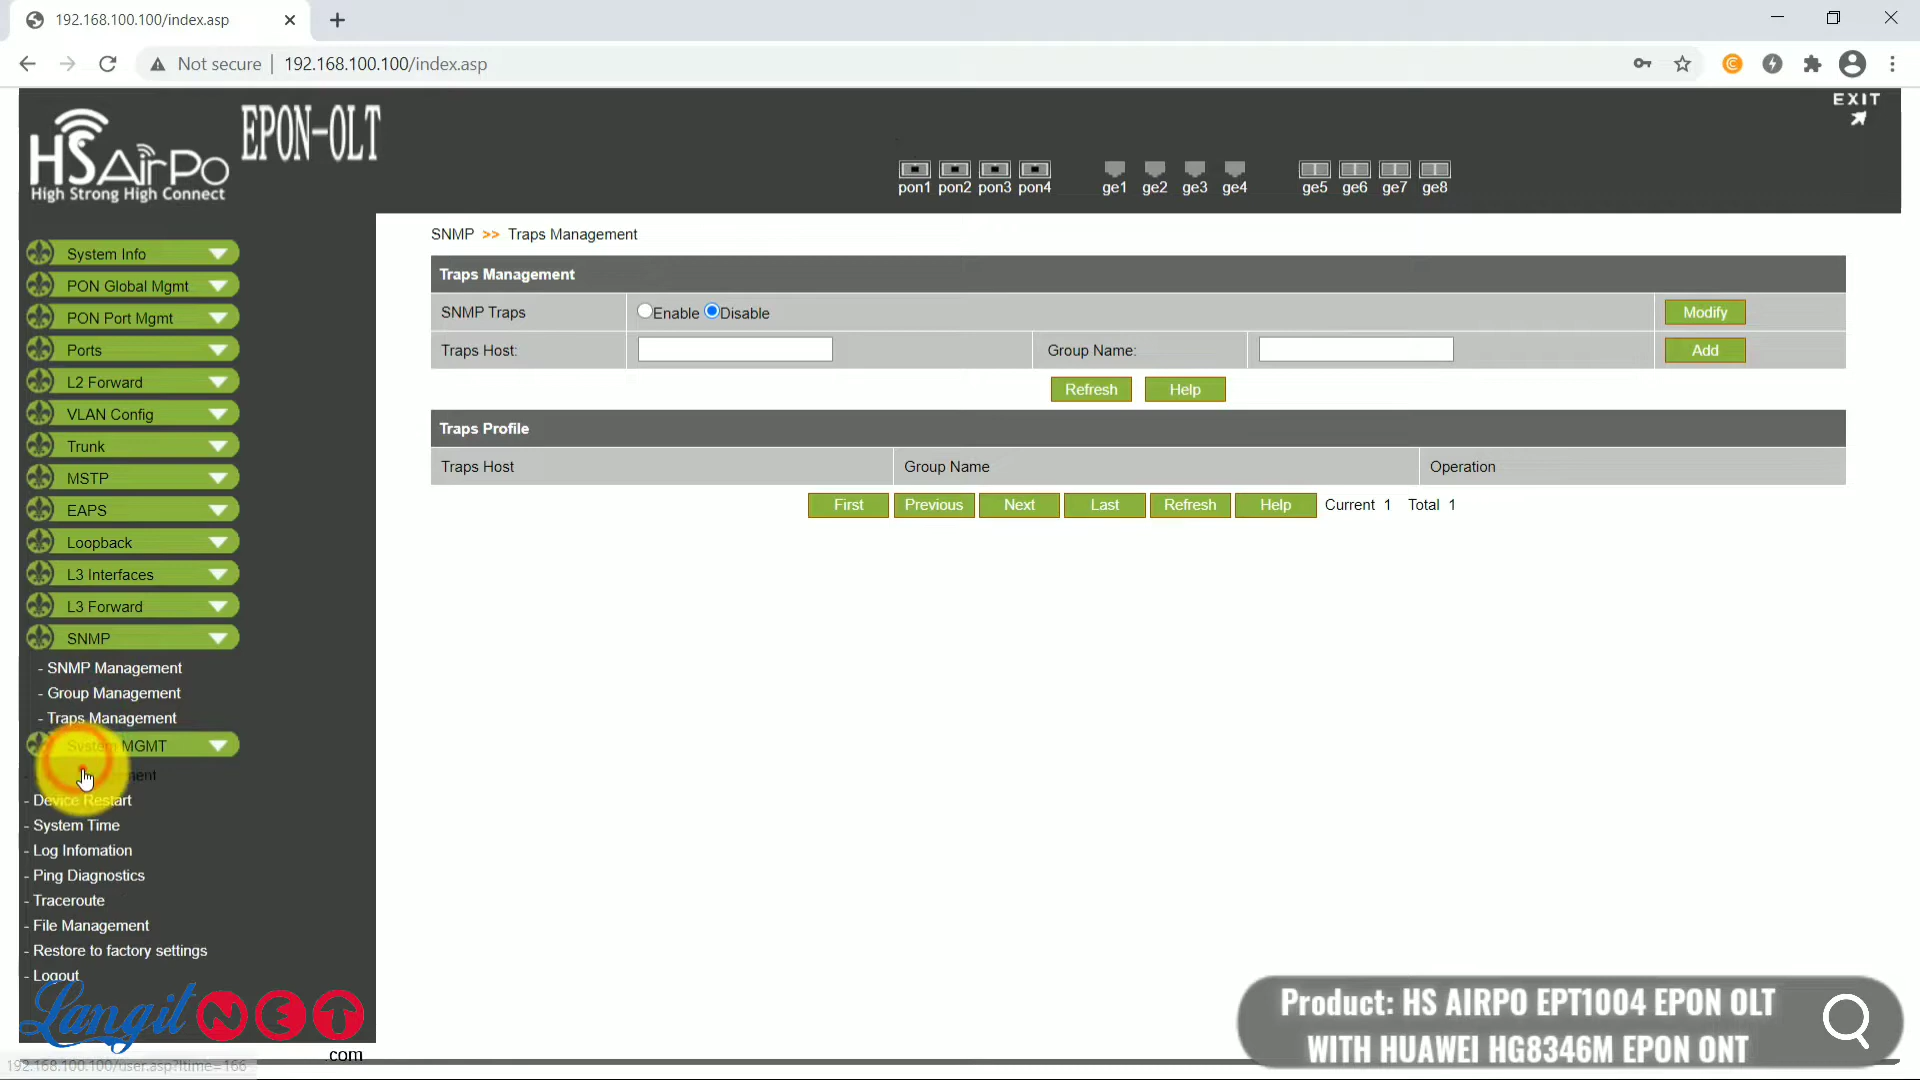 192.168.100.100/index.asp
Not secure
192.168.100.100/index.asp
HSAirPo
High Strong High Connect
EPON-OLT
EXIT
pon1 pon2 pon3 pon4 ge1 ge2 ge3 ge4 ge5 ge6 ge7 ge8
System Info
PON Global Mgmt
PON Port Mgmt
Ports
L2 Forward
VLAN Config
Trunk
MSTP
EAPS
Loopback
L3 Interfaces
L3 Forward
SNMP
- SNMP Management
- Group Management
- Traps Management
System MGMT
- Device Restart
- System Time
- Log Infomation
- Ping Diagnostics
- Traceroute
- File Management
- Restore to factory settings
- Logout
SNMP >> Traps Management
Traps Management
SNMP Traps Enable Disable Modify
Traps Host: Group Name: Add
Refresh Help
Traps Profile
Traps Host Group Name Operation
First Previous Next Last Refresh Help Current 1 Total 1
Langit NET
.com
192.168.100.100/user.asp?ltime=166
Product: HS AIRPO EPT1004 EPON OLT
WITH HUAWEI HG8346M EPON ONT